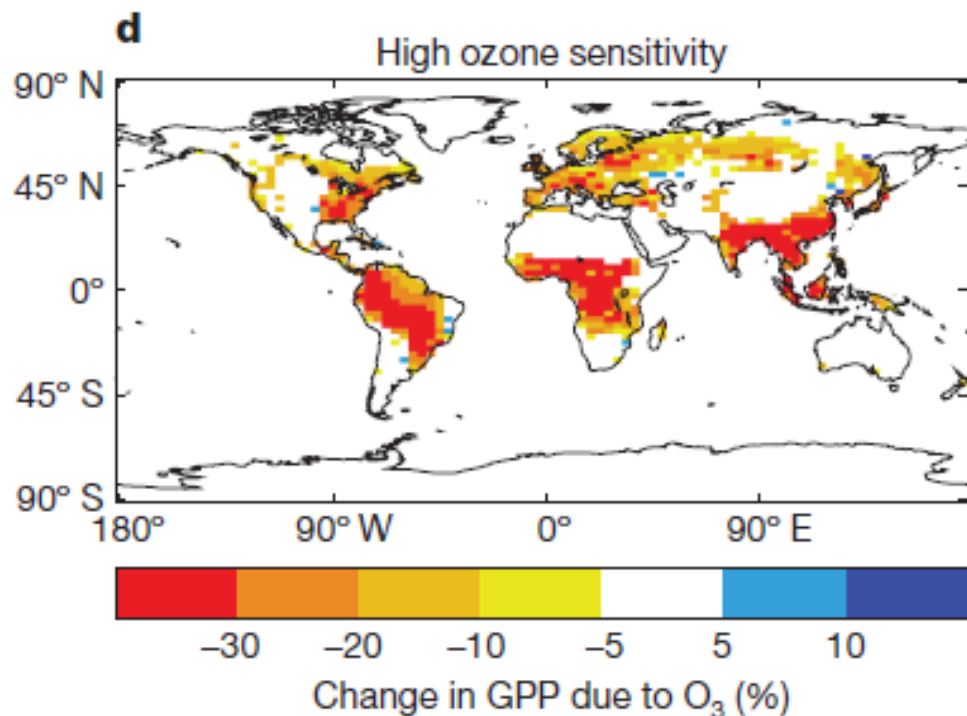 d
High ozone sensitivity
90° N
45° N
0°
45° S
90° S
180° 90° W 0° 90° E
–30 –20 –10 –5 5 10
Change in GPP due to O₃ (%)